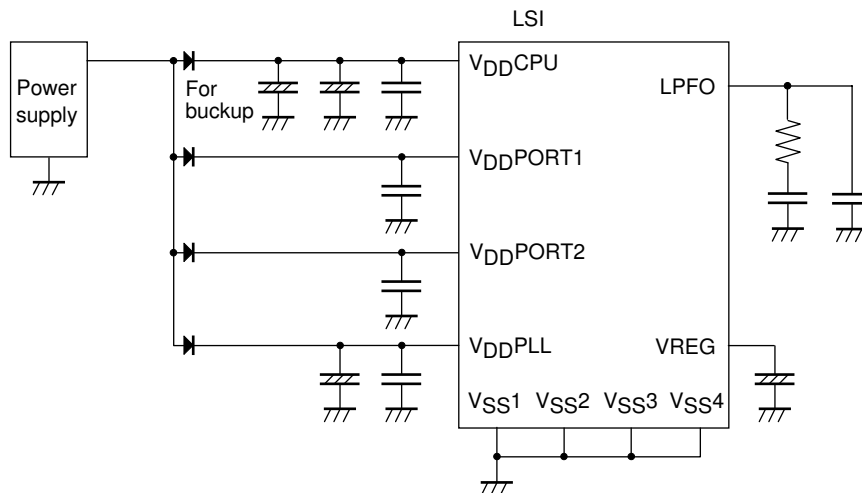 LSI
Power
supply
For
buckup
VDDCPU
LPFO
VDDPORT1
VDDPORT2
VDDPLL
VREG
VSS1 VSS2 VSS3 VSS4